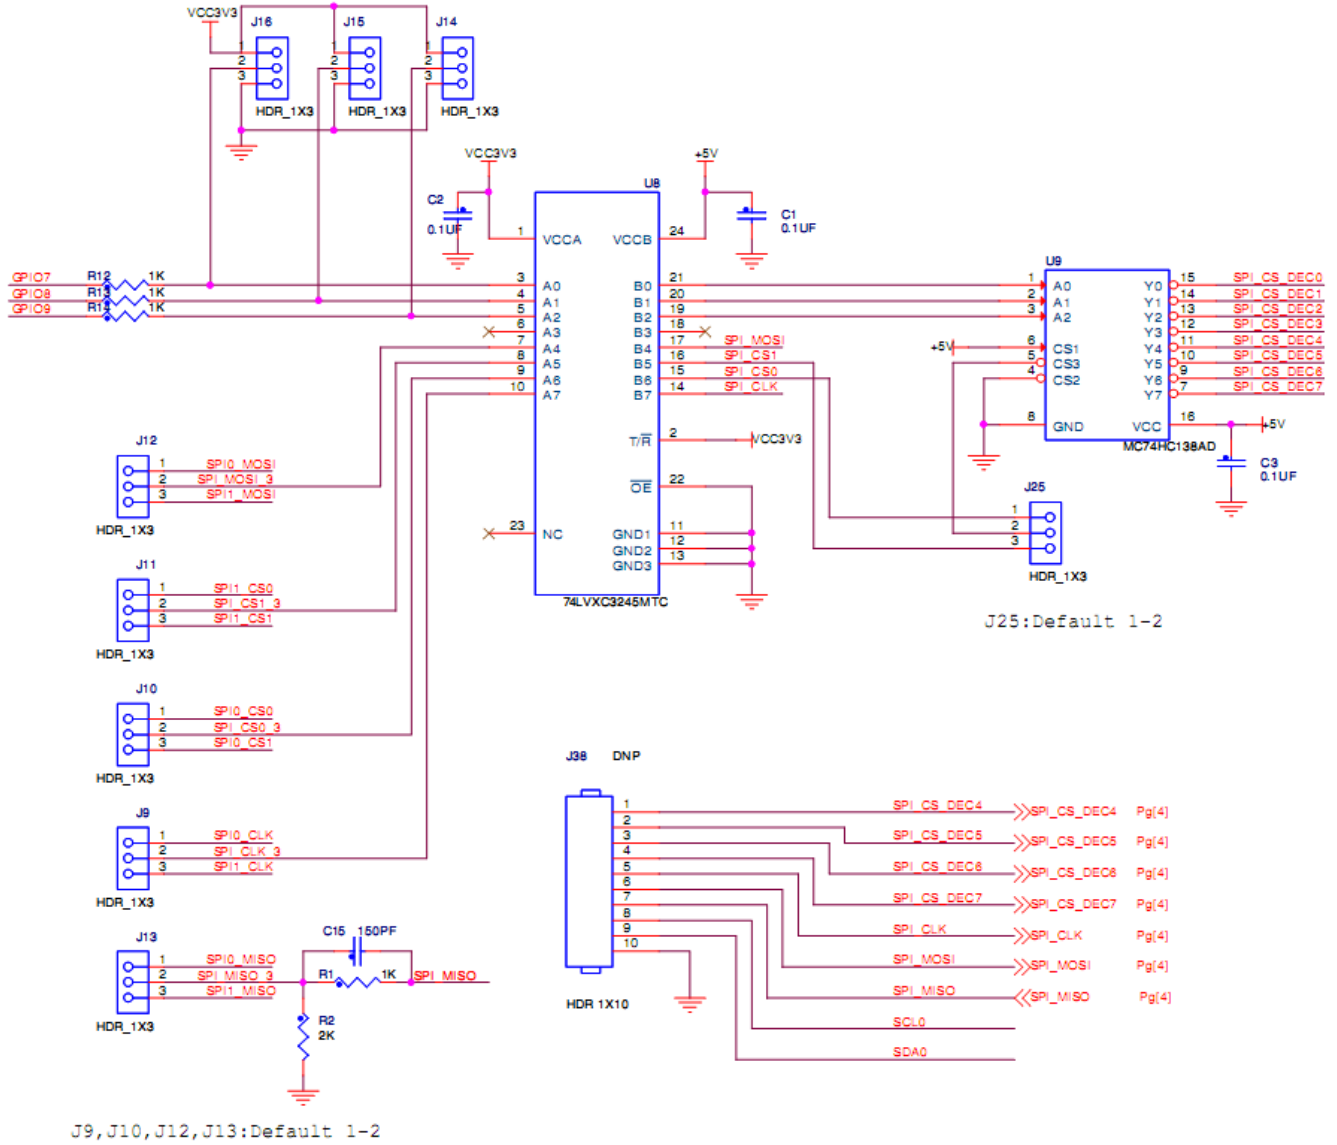 VCC3V3 J16 J15 J14
1 1 1
2 2 2
3 3 3
HDR_1X3 HDR_1X3 HDR_1X3
VCC3V3 +5V
U8
C2 0.1UF
C1 0.1UF
1 VCCA VCCB 24
GPIO7 R12 1K
GPIO8 R13 1K
GPIO9 R14 1K
3 A0 B0 21
4 A1 B1 20
5 A2 B2 19
6 A3 B3 18
7 A4 B4 17 SPI_MOSI
8 A5 B5 16 SPI_CS1
9 A6 B6 15 SPI_CS0
10 A7 B7 14 SPI_CLK
T/R 2 VCC3V3
OE 22
23 NC GND1 11
GND2 12
GND3 13
74LVXC3245MTC
U9
1 A0 Y0 15 SPI_CS_DEC0
2 A1 Y1 14 SPI_CS_DEC1
3 A2 Y2 13 SPI_CS_DEC2
Y3 12 SPI_CS_DEC3
+5V 6 CS1 Y4 11 SPI_CS_DEC4
5 CS3 Y5 10 SPI_CS_DEC5
4 CS2 Y6 9 SPI_CS_DEC6
Y7 7 SPI_CS_DEC7
8 GND VCC 16 +5V
MC74HC138AD
C3
0.1UF
J25
1
2
3
HDR_1X3
J25:Default 1-2
J12
1 SPI0_MOSI
2 SPI_MOSI_3
3 SPI1_MOSI
HDR_1X3
J11
1 SPI1_CS0
2 SPI_CS1_3
3 SPI1_CS1
HDR_1X3
J10
1 SPI0_CS0
2 SPI_CS0_3
3 SPI0_CS1
HDR_1X3
J9
1 SPI0_CLK
2 SPI_CLK_3
3 SPI1_CLK
HDR_1X3
J13
1 SPI0_MISO
2 SPI_MISO_3
3 SPI1_MISO
HDR_1X3
C15 150PF
R1 1K SPI_MISO
R2
2K
J9,J10,J12,J13:Default 1-2
J38 DNP
1 SPI_CS_DEC4 SPI_CS_DEC4 Pg[4]
2 SPI_CS_DEC5 SPI_CS_DEC5 Pg[4]
3 SPI_CS_DEC6 SPI_CS_DEC6 Pg[4]
4 SPI_CS_DEC7 SPI_CS_DEC7 Pg[4]
5 SPI_CLK SPI_CLK Pg[4]
6 SPI_MOSI SPI_MOSI Pg[4]
7 SPI_MISO SPI_MISO Pg[4]
8 SCL0
9 SDA0
10
HDR 1X10